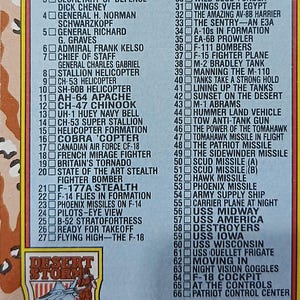 DICK CHENEY
4 GENERAL H. NORMAN
SCHWARZKOPF
5 GENERAL RICHARD
G. GRAVES
6 ADMIRAL FRANK KELSO
7 CHIEF OF STAFF
GENERAL CHARLES GABRIEL
8 STALLION HELICOPTER
9 CH-53 HELICOPTER
10 SH-60B HELICOPTER
11 AH-64 APACHE
12 CH-47 CHINOOK
13 UH-1 HUEY NAVY BELL
14 CH-53 SUPER STALLION
15 HELICOPTER FORMATION
16 COBRA 'COPTER
17 CANADIAN AIR FORCE CF-18
18 FRENCH MIRAGE FIGHTER
19 BRITAIN'S TORNADO
20 STATE OF THE ART STEALTH
FIGHTER BOMBER
21 F-177A STEALTH
22 F-14 FLIES IN FORMATION
23 PHOENIX MISSILES ON F-14
24 PILOTS—EYE VIEW
25 B-52 STRATOFORTRESS
26 READY FOR TAKEOFF
27 FLYING HIGH—THE F-18
DESERT
STORM
31 WINGS OVER EGYPT
32 THE AMAZING AV-8B HARRIER
33 THE SENTRY—AN E3A
34 A-10s IN FORMATION
35 EA-6B PROWLER
36 F-111 BOMBERS
37 F-15 FIGHTER PLANE
38 M-2 BRADLEY TANK
39 MANNING THE M-110
40 TANKS TAKE A STRONG HOLD
41 LINING UP THE TANKS
42 SUNSET ON THE DESERT
43 M-1 ABRAMS
44 HUMMER LAND VEHICLE
45 TOW ANTI-TANK GUN
46 THE POWER OF THE TOMAHAWK
47 TOMAHAWK MISSILE IN FLIGHT
48 THE PATRIOT MISSILE
49 THE SIDEWINDER MISSILE
50 SCUD MISSILE (A)
51 SCUD MISSILE (B)
52 HAWK MISSILE
53 PHOENIX MISSILE
54 ARMY SUPPLY SHIP
55 CARRIER PLANE AT NIGHT
56 USS MIDWAY
57 USS AMERICA
58 DESTROYERS
59 USS IOWA
60 USS WISCONSIN
61 USS OUELLET FRIGATE
62 MOVING IN
63 NIGHT VISION GOGGLES
64 F-18 COCKPIT
65 AT THE CONTROLS
66 PATRIOT CONTROL CENTER